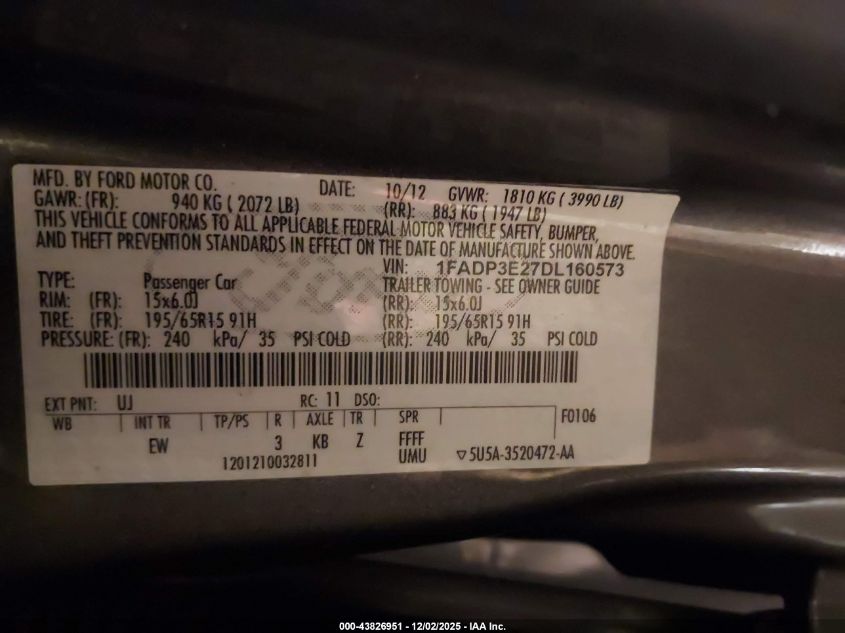 MFD. BY FORD MOTOR CO. DATE: 10/12 GVWR: 1810 KG ( 3990 LB)
GAWR:(FR): 940 KG ( 2072 LB) (RR): 883 KG ( 1947 LB)
THIS VEHICLE CONFORMS TO ALL APPLICABLE FEDERAL MOTOR VEHICLE SAFETY, BUMPER,
AND THEFT PREVENTION STANDARDS IN EFFECT ON THE DATE OF MANUFACTURE SHOWN ABOVE.
VIN: 1FADP3E27DL160573
TYPE: Passenger Car TRAILER TOWING - SEE OWNER GUIDE
RIM: (FR): 15x6.0J (RR): 15x6.0J
TIRE: (FR): 195/65R15 91H (RR): 195/65R15 91H
PRESSURE: (FR): 240 kPa/ 35 PSI COLD (RR): 240 kPa/ 35 PSI COLD
EXT PNT: UJ RC: 11 DSO:
WB INT TR TP/PS R AXLE TR SPR F0106
EW 3 KB Z FFFF
1201210032811 UMU ▽5U5A-3520472-AA
000-43826951 - 12/02/2025 - IAA Inc.